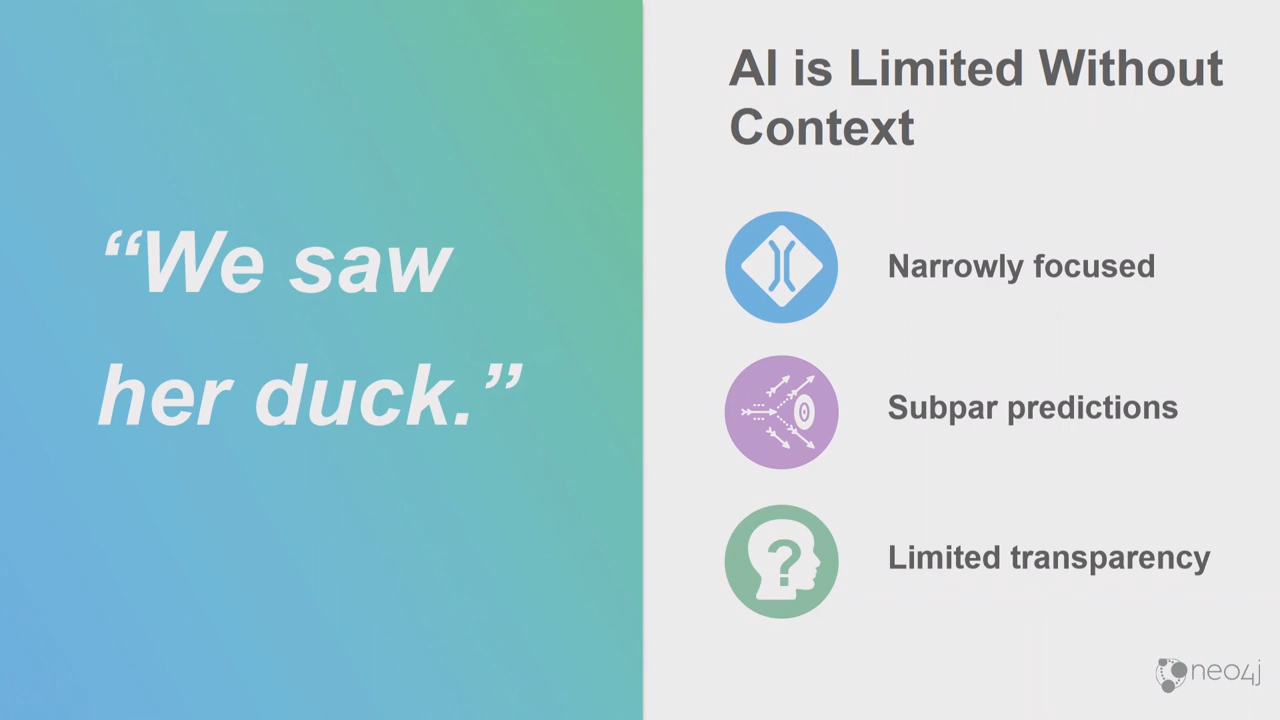 “We saw
her duck.”
AI is Limited Without
Context
Narrowly focused
Subpar predictions
?
Limited transparency
neo4j